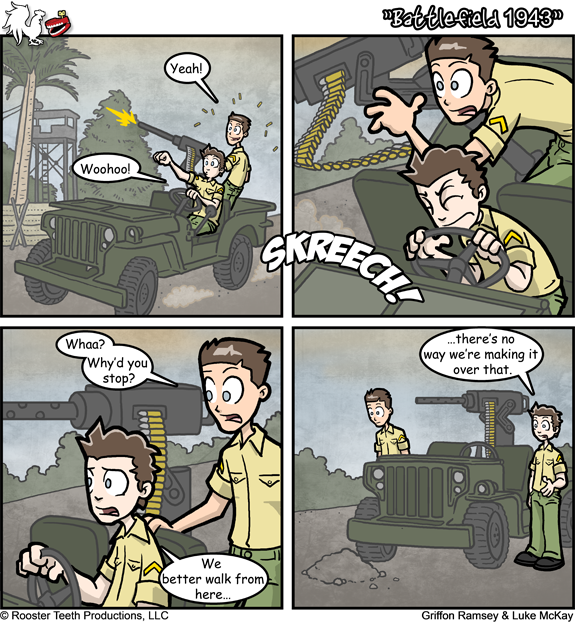 "Battlefield 1943"
Yeah!
Woohoo!
SKREECH!
Whaa?
Why'd you
stop?
We
better walk from
here...
...there's no
way we're making it
over that.
© Rooster Teeth Productions, LLC
Griffon Ramsey & Luke McKay